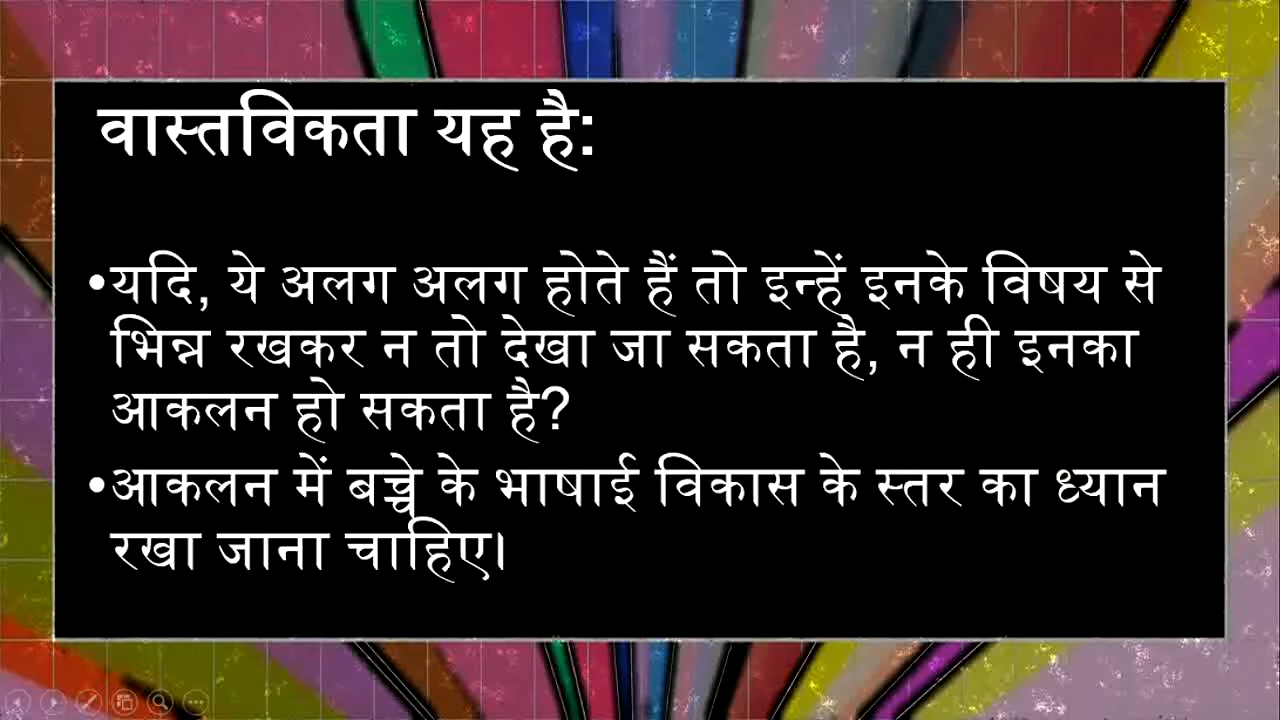 वास्तविकता यह है:
•यदि, ये अलग अलग होते हैं तो इन्हें इनके विषय से
भिन्न रखकर न तो देखा जा सकता है, न ही इनका
आकलन हो सकता है?
•आकलन में बच्चे के भाषाई विकास के स्तर का ध्यान
रखा जाना चाहिए।